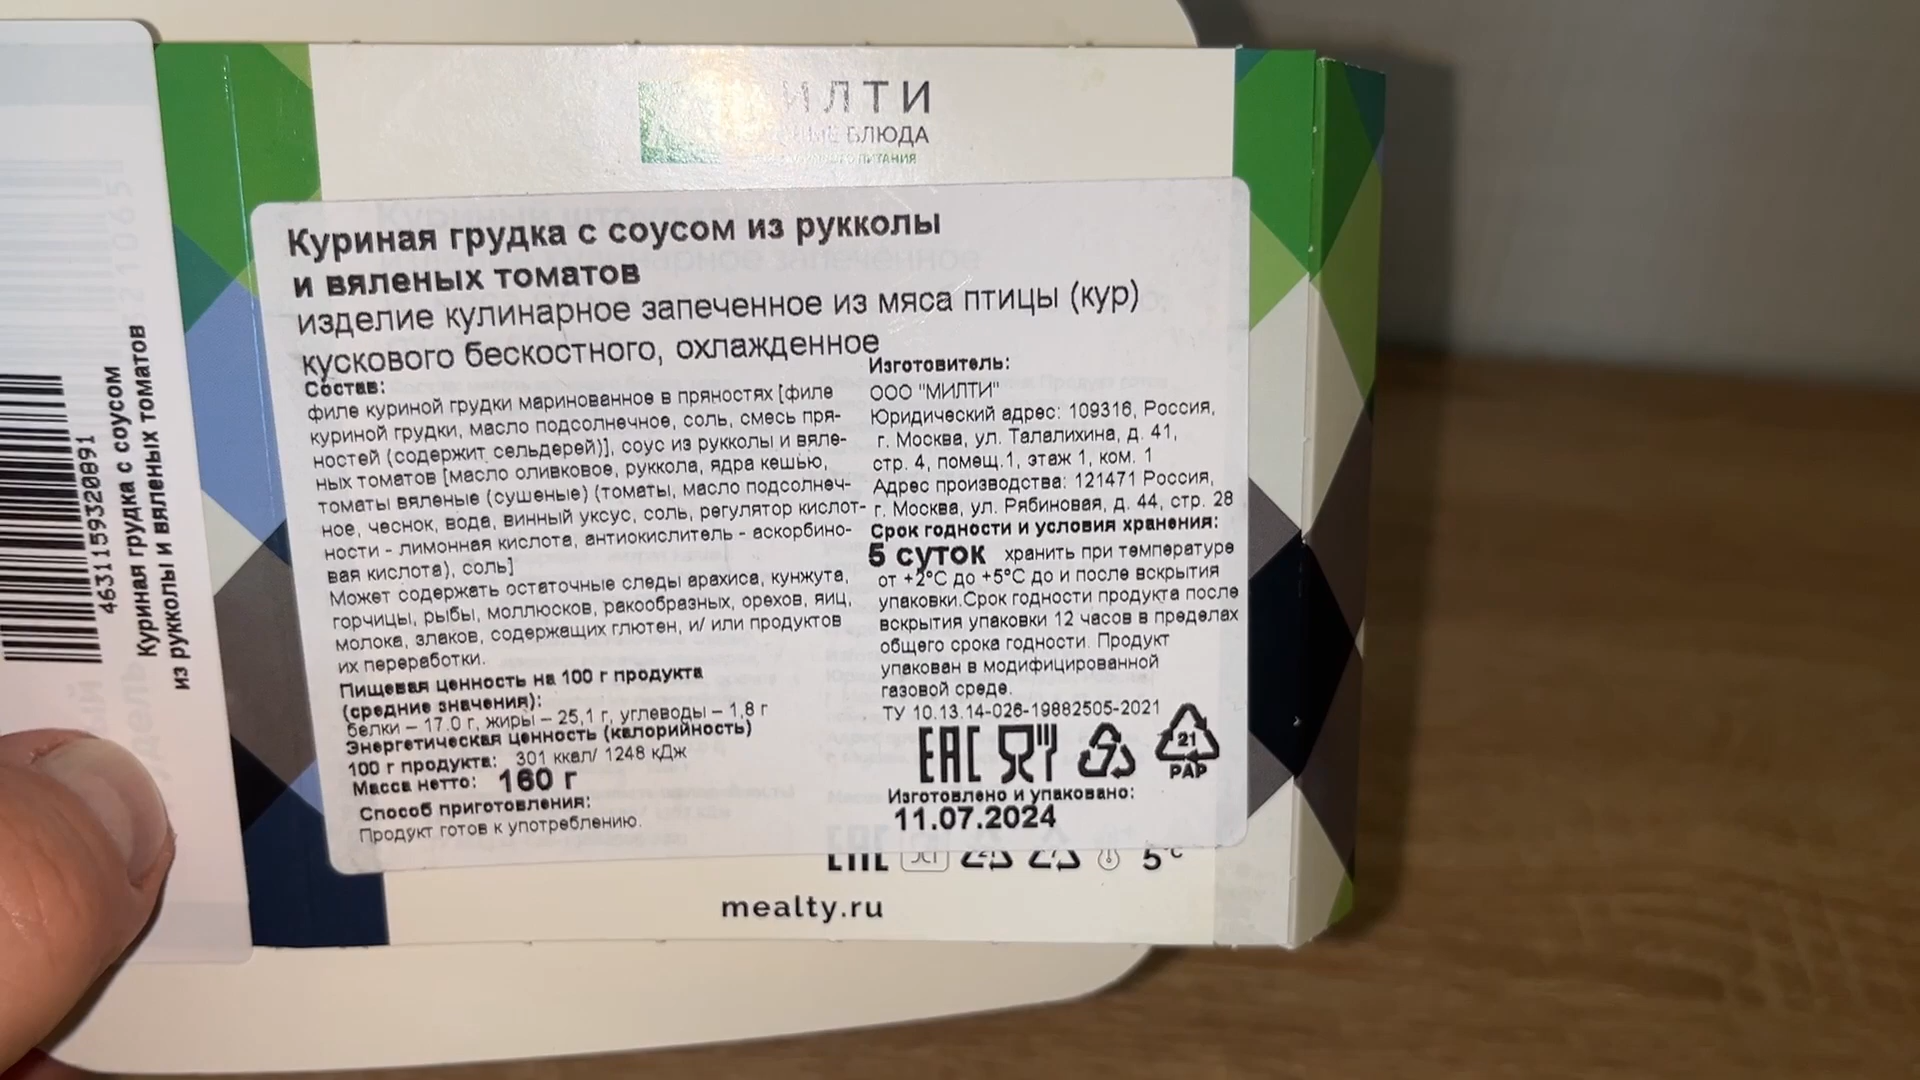 МИЛТИ
БЛЮДА
ПИТАНИЯ
Куриная грудка с соусом из рукколы
и вяленых томатов
изделие кулинарное запеченное из мяса птицы (кур)
кускового бескостного, охлажденное
Состав:
филе куриной грудки маринованное в пряностях [филе
куриной грудки, масло подсолнечное, соль, смесь пря-
ностей (содержит сельдерей)], соус из рукколы и вяле-
ных томатов [масло оливковое, руккола, ядра кешью,
томаты вяленые (сушеные) (томаты, масло подсолнеч-
ное, чеснок, вода, винный уксус, соль, регулятор кислот-
ности - лимонная кислота, антиокислитель - аскорбино-
вая кислота), соль]
Может содержать остаточные следы арахиса, кунжута,
горчицы, рыбы, моллюсков, ракообразных, орехов, яиц,
молока, злаков, содержащих глютен, и/ или продуктов
их переработки.
Пищевая ценность на 100 г продукта
(средние значения):
белки – 17,0 г, жиры – 25,1 г, углеводы – 1,8 г
Энергетическая ценность (калорийность)
100 г продукта: 301 ккал/ 1248 кДж
Масса нетто: 160 г
Способ приготовления:
Продукт готов к употреблению.
Изготовитель:
ООО "МИЛТИ"
Юридический адрес: 109316, Россия,
г. Москва, ул. Талалихина, д. 41,
стр. 4, помещ.1, этаж 1, ком. 1
Адрес производства: 121471 Россия,
г. Москва, ул. Рябиновая, д. 44, стр. 28
Срок годности и условия хранения:
5 суток хранить при температуре
от +2°C до +5°C до и после вскрытия
упаковки.Срок годности продукта после
вскрытия упаковки 12 часов в пределах
общего срока годности. Продукт
упакован в модифицированной
газовой среде.
ТУ 10.13.14-026-19882505-2021
EAC
21
PAP
Изготовлено и упаковано:
11.07.2024
5°C
mealty.ru
4631159320891
Куриная грудка с соусом
из рукколы и вяленых томатов